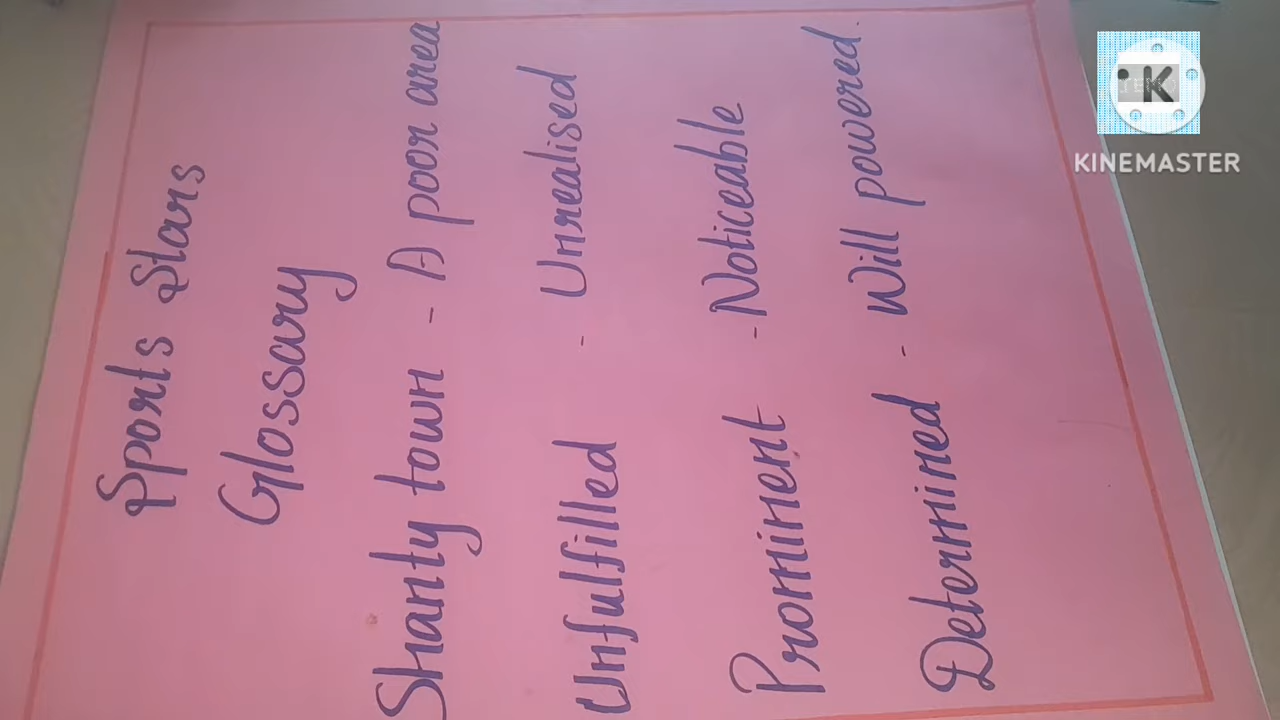 Sports Stars
Glossary
Shanty town - A poor area
Unfulfilled - Unrealised
Prominent - Noticeable
Determined - Will powered.
KINEMASTER